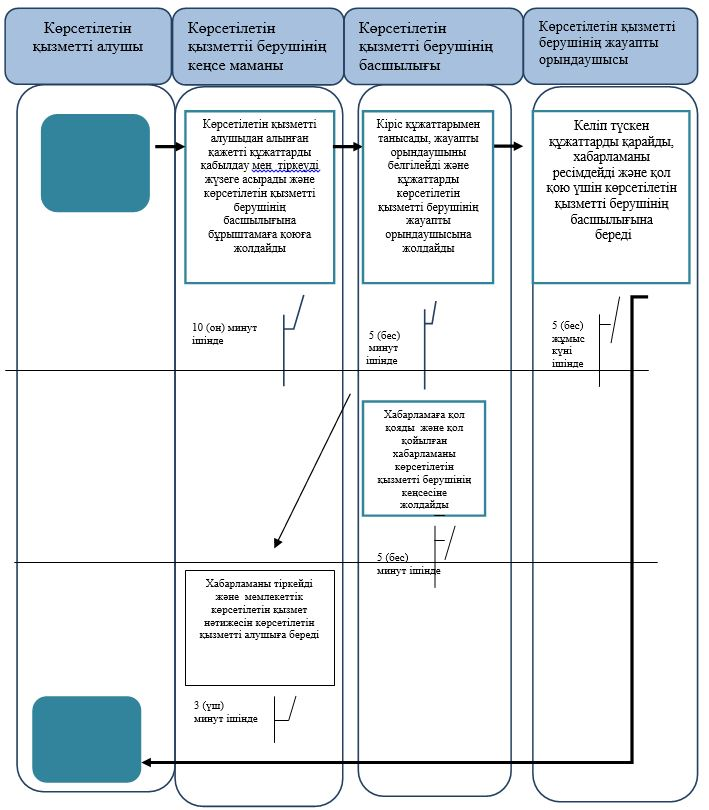 Көрсетілетін
қызметті алушы
Көрсетілетін
қызметтіі берушінің
кеңсе маманы
Көрсетілетін
қызметті берушінің
басшылығы
Көрсетілетін қызметті
берушінің жауапты
орындаушысы
Көрсетілетін қызметті
алушыдан алынған
қажетті құжаттарды
қабылдау мен тіркеуді
жүзеге асырады және
көрсетілетін қызметті
берушінің
басшылығына
бұрыштамаға қоюға
жолдайды
Кіріс құжаттарымен
танысады, жауапты
орындаушыны
белгілейді және
құжаттарды
көрсетілетін
қызметті берушінің
жауапты
орындаушысына
жолдайды
Келіп түскен
құжаттарды қарайды,
хабарламаны
ресімдейді және қол
қою үшін көрсетілетін
қызметті берушінің
басшылығына
береді
10 (он) минут
ішінде
5 (бес)
минут
ішінде
5 (бес)
жұмыс
күні
ішінде
Хабарламаға қол
қояды және қол
қойылған
хабарламаны
көрсетілетін
қызметті берушінің
кеңсесіне
жолдайды
5 (бес)
минут ішінде
Хабарламаны тіркейді
және мемлекеттік
көрсетілетін қызмет
нәтижесін көрсетілетін
қызметті алушыға береді
3 (үш)
минут ішінде